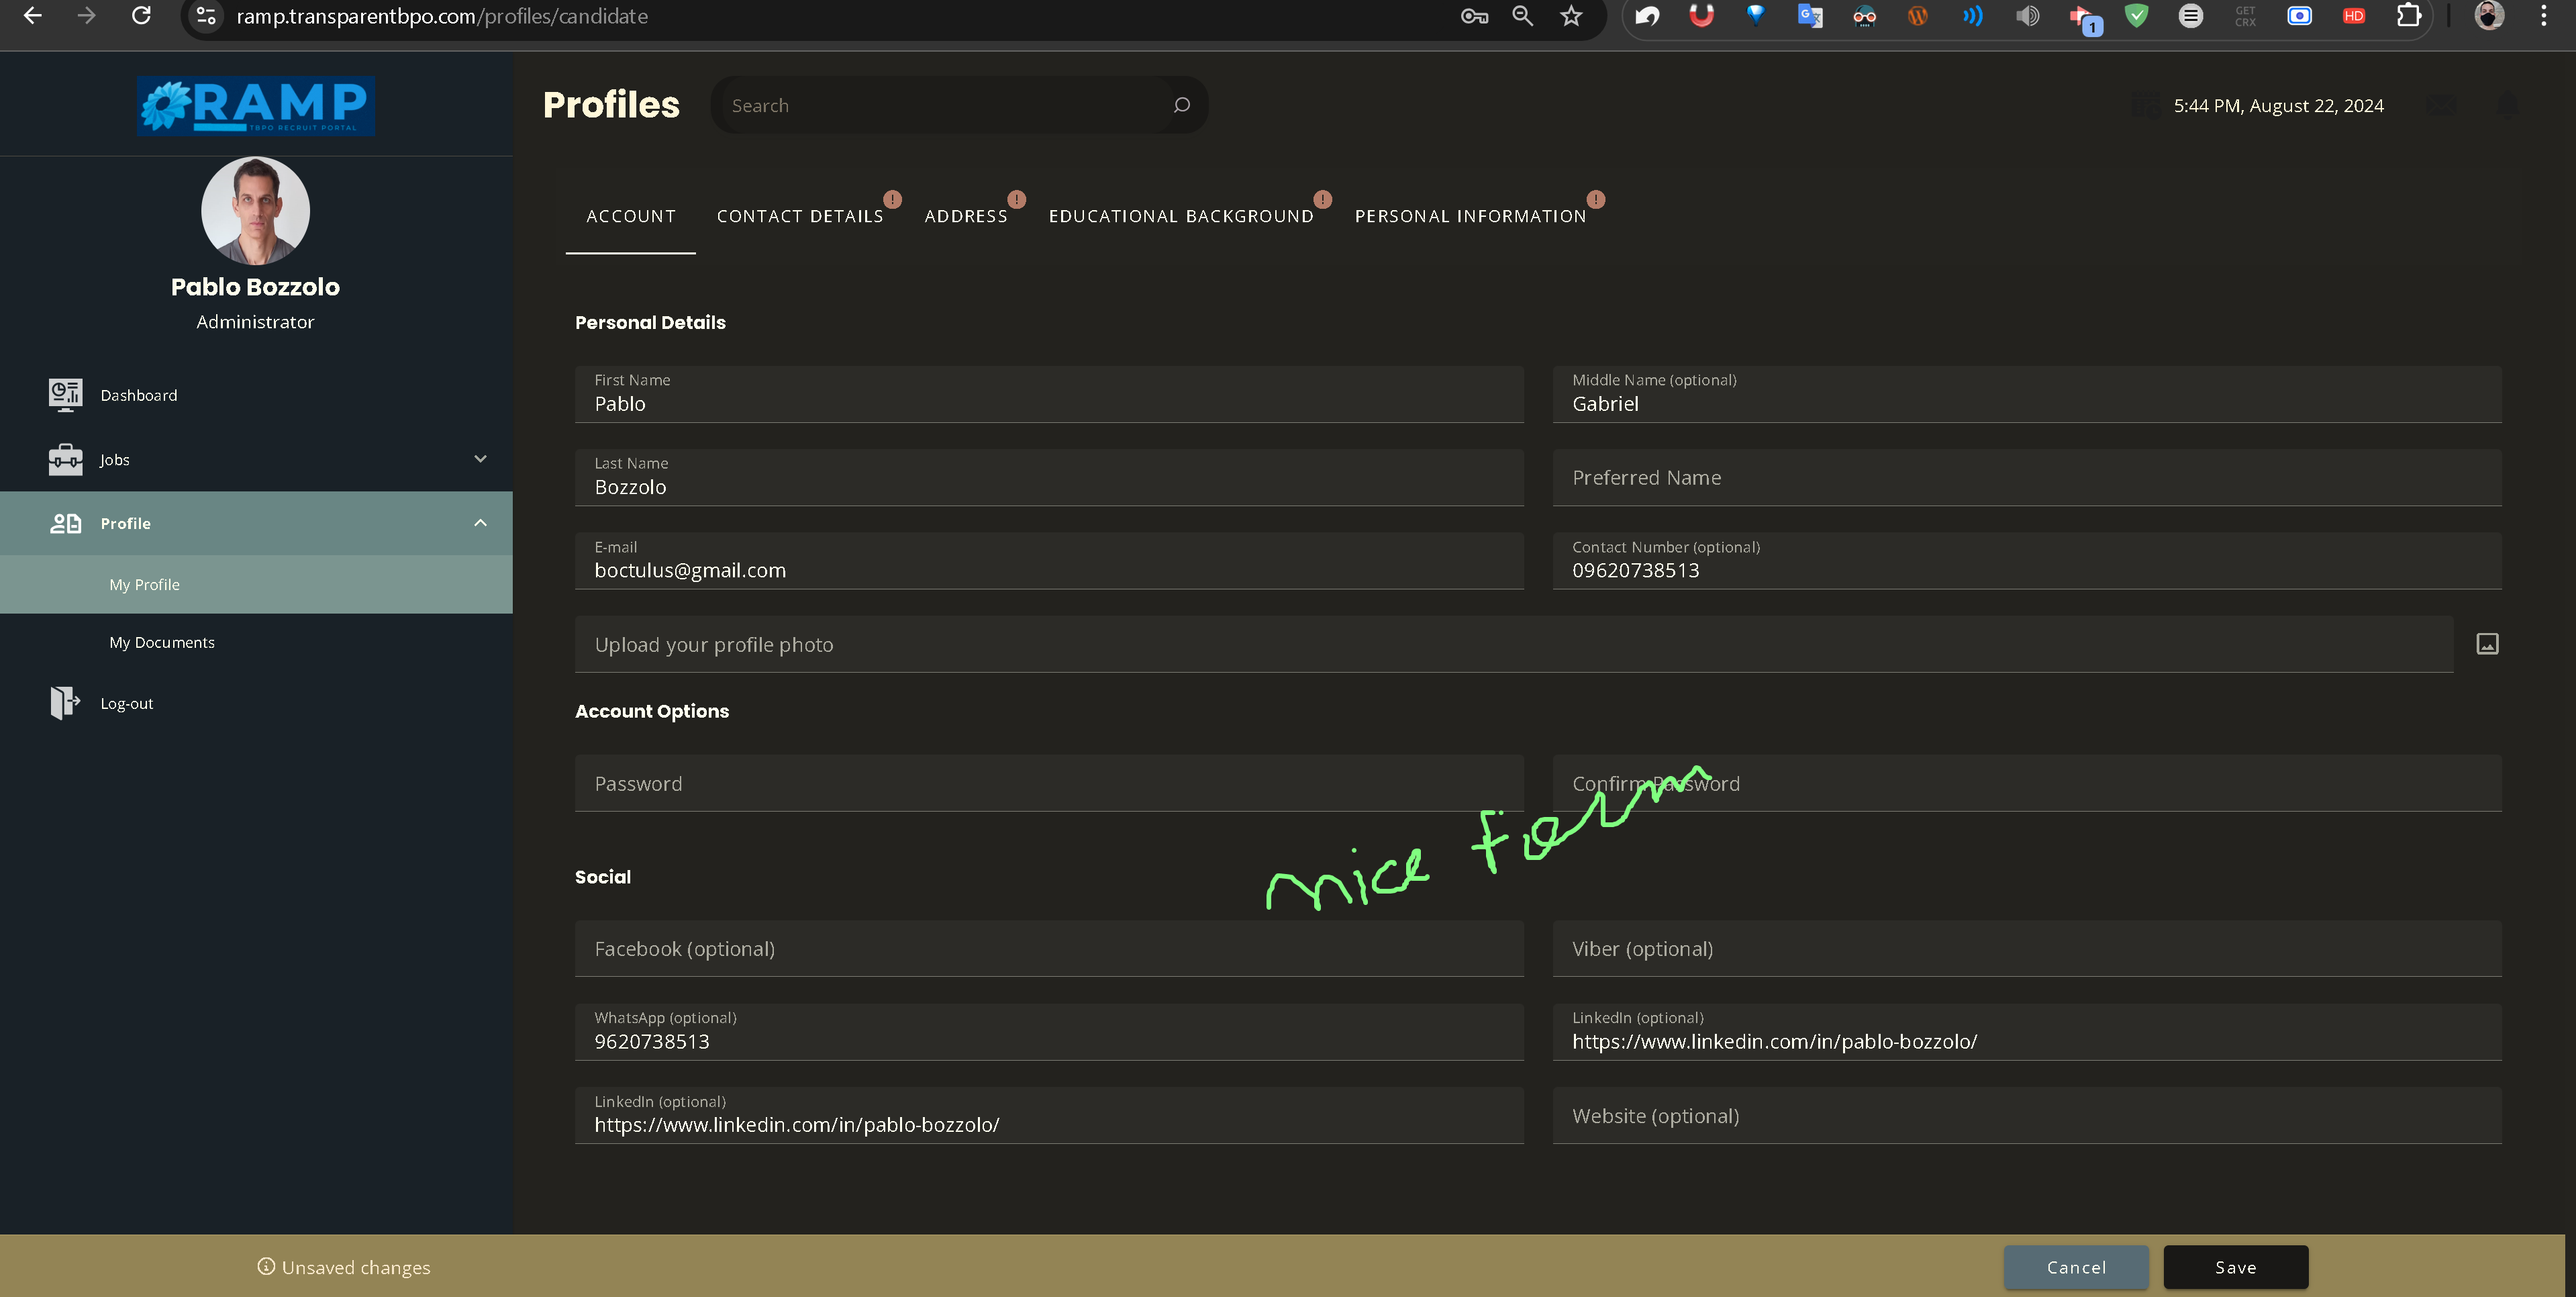 ramp.transparentbpo.com/profiles/candidate
GET
CRX
HD
1
RAMP
TBPO RECRUIT PORTAL
Profiles
Search
5:44 PM, August 22, 2024
Pablo Bozzolo
Administrator
Dashboard
Jobs
Profile
My Profile
My Documents
Log-out
ACCOUNT
CONTACT DETAILS !
ADDRESS !
EDUCATIONAL BACKGROUND !
PERSONAL INFORMATION !
Personal Details
First Name
Pablo
Middle Name (optional)
Gabriel
Last Name
Bozzolo
Preferred Name
E-mail
boctulus@gmail.com
Contact Number (optional)
09620738513
Upload your profile photo
Account Options
Password
Confirm Password
nice form
Social
Facebook (optional)
Viber (optional)
WhatsApp (optional)
9620738513
LinkedIn (optional)
https://www.linkedin.com/in/pablo-bozzolo/
LinkedIn (optional)
https://www.linkedin.com/in/pablo-bozzolo/
Website (optional)
Unsaved changes
Cancel
Save